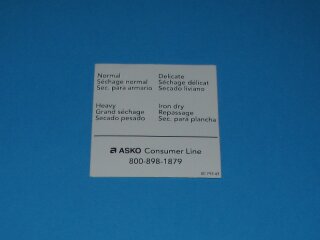 Normal
Séchage normal
Sec. para armario
Delicate
Séchage délicat
Secado liviano
Heavy
Grand séchage
Secado pesado
Iron dry
Repassage
Sec. para plancha
ASKO Consumer Line
800-898-1879